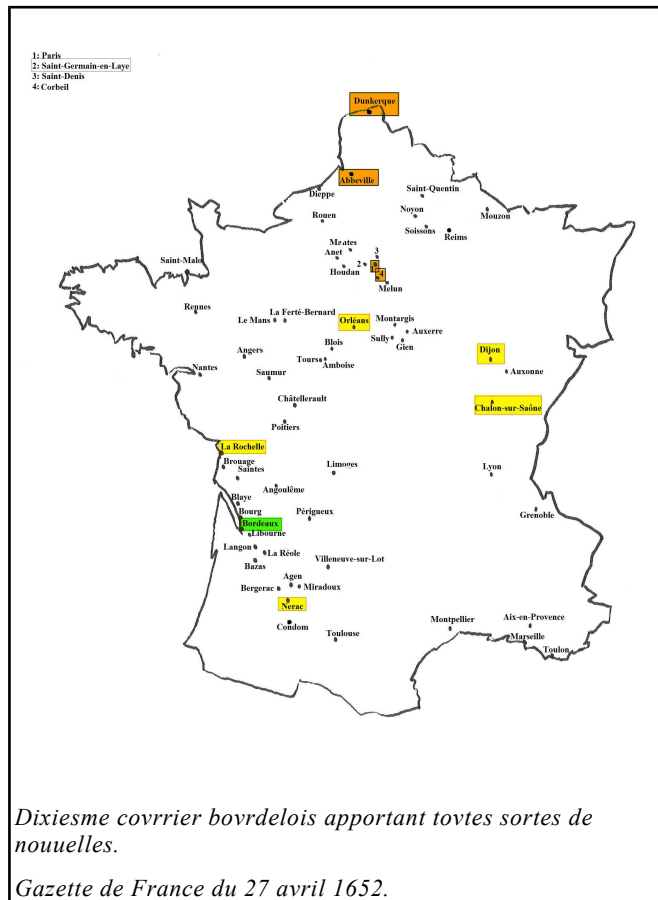 1: Paris
2: Saint-Germain-en-Laye
3: Saint-Denis
4: Corbeil
Dunkerque
Abbeville
Dieppe
Saint-Quentin
Noyon
Mouzon
Rouen
Soissons
Reims
Mantes
Anet
3
Saint-Malo
Houdan
2
1
4
Melun
Rennes
La Ferté-Bernard
Le Mans
Orléans
Montargis
Auxerre
Sully
Gien
Blois
Dijon
Angers
Tours
Amboise
Auxonne
Nantes
Saumur
Châtellerault
Chalon-sur-Saône
Poitiers
La Rochelle
Brouage
Saintes
Limoges
Lyon
Angoulême
Blaye
Bourg
Périgueux
Grenoble
Bordeaux
Libourne
Langon
La Réole
Bazas
Villeneuve-sur-Lot
Agen
Bergerac
Miradoux
Nerac
Condom
Toulouse
Montpellier
Aix-en-Provence
Marseille
Toulon
Dixiesme covrrier bovrdelois apportant tovtes sortes de
nouuelles.
Gazette de France du 27 avril 1652.